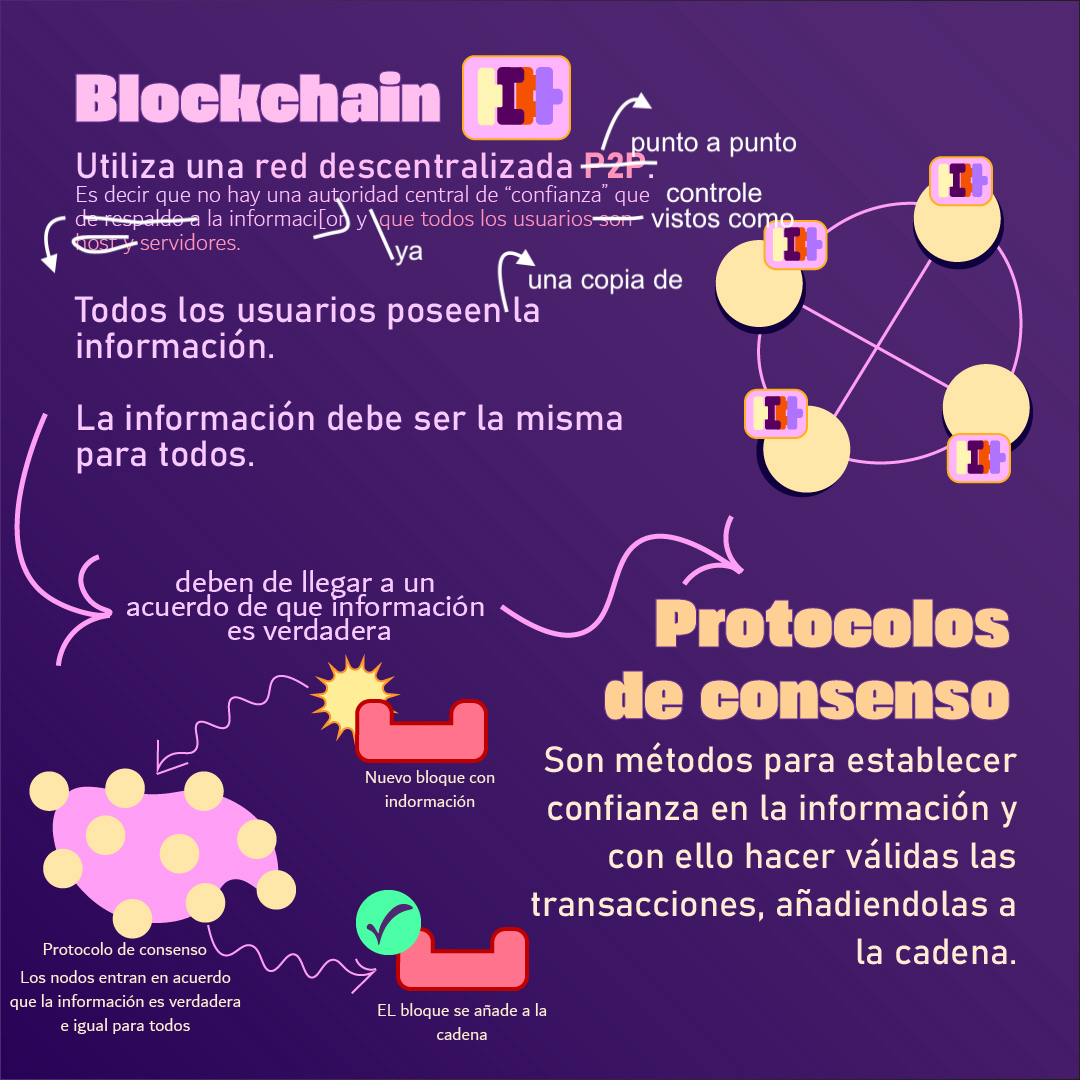 Blockchain
punto a punto
Utiliza una red descentralizada P2P.
Es decir que no hay una autoridad central de “confianza” que
controle
de respaldo a la informaci[on y que todos los usuarios son
vistos como
host y servidores.
ya
una copia de
Todos los usuarios poseen la
información.
La información debe ser la misma
para todos.
deben de llegar a un
acuerdo de que información
es verdadera
Protocolos
de consenso
Son métodos para establecer
confianza en la información y
con ello hacer válidas las
transacciones, añadiendolas a
la cadena.
Nuevo bloque con
indormación
Protocolo de consenso
Los nodos entran en acuerdo
que la información es verdadera
e igual para todos
EL bloque se añade a la
cadena